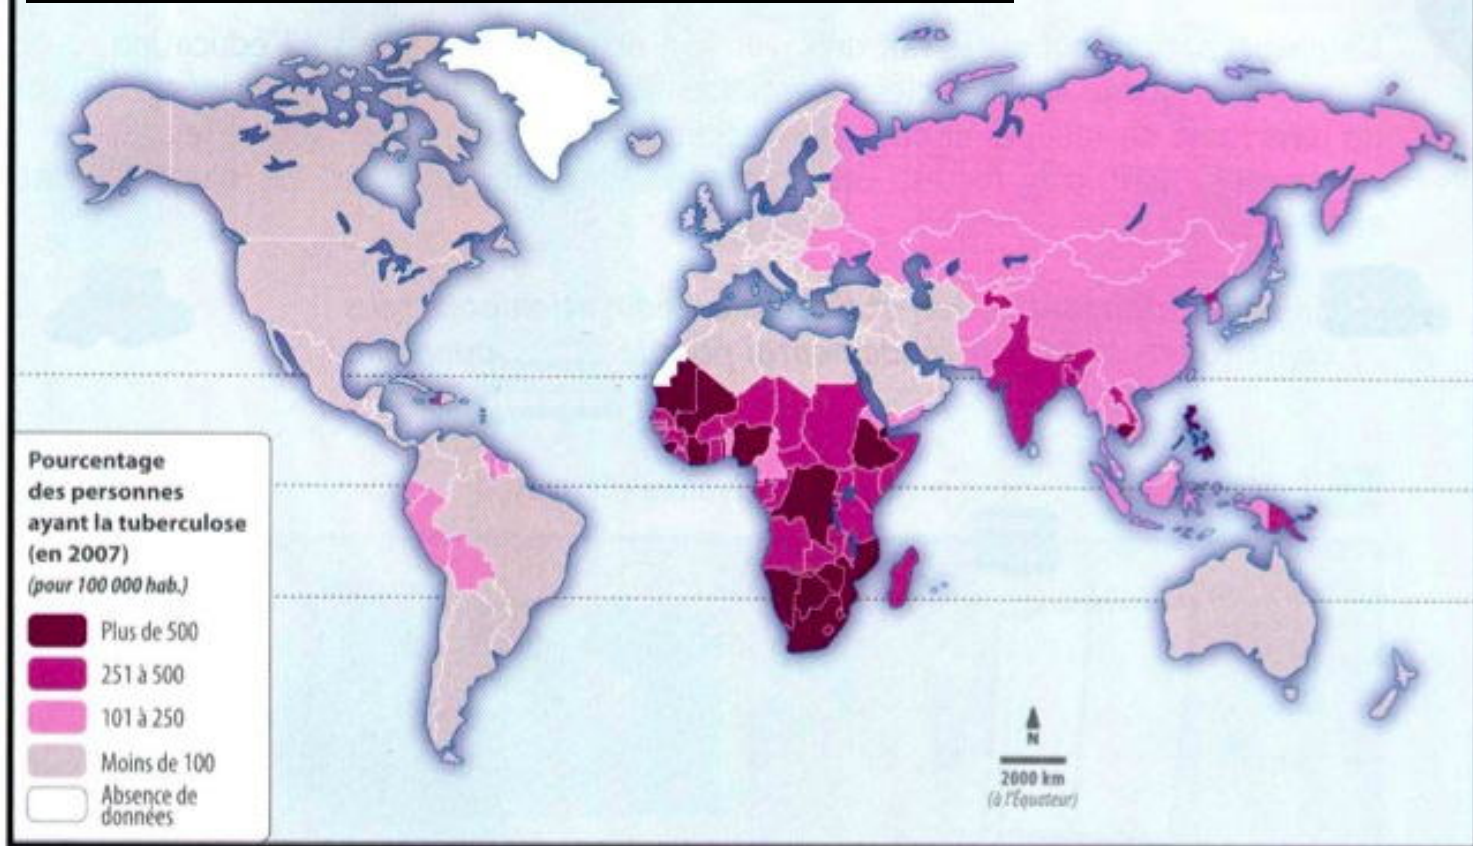 Pourcentage
des personnes
ayant la tuberculose
(en 2007)
(pour 100 000 hab.)
Plus de 500
251 à 500
101 à 250
Moins de 100
Absence de
données
N
2000 km
(à l'Équateur)